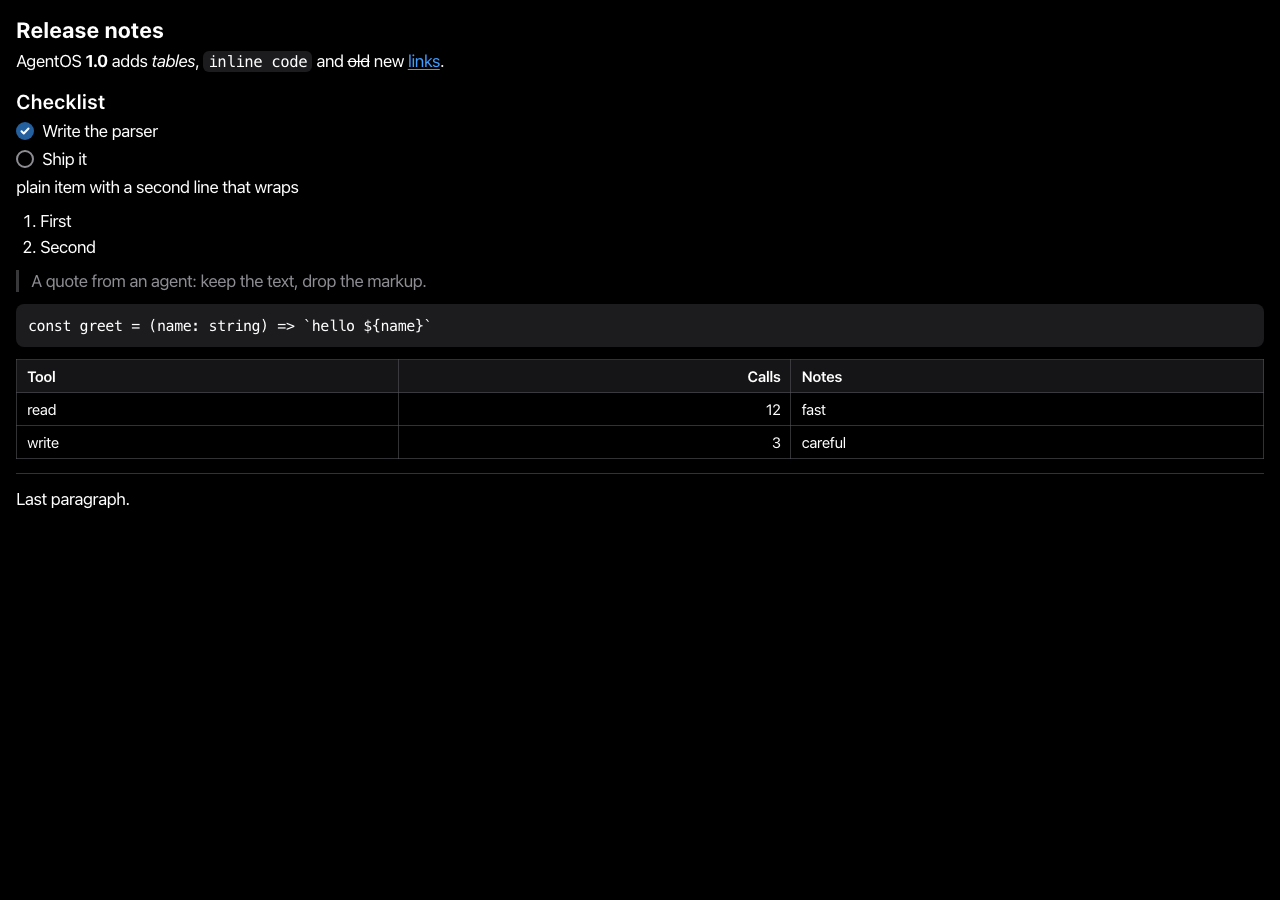 Release notes
AgentOS 1.0 adds tables, inline code and old new links.
Checklist
Write the parser
Ship it
plain item with a second line that wraps
1. First
2. Second
A quote from an agent: keep the text, drop the markup.
const greet = (name: string) => `hello ${name}`
Tool Calls Notes
read 12 fast
write 3 careful
Last paragraph.